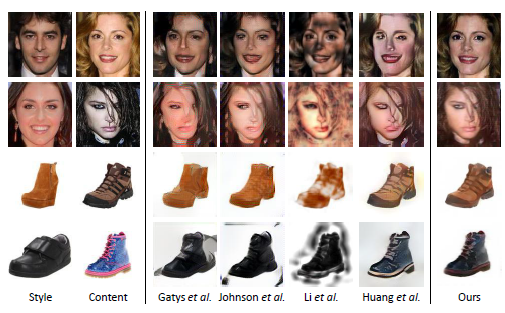 Style Content Gatys et al. Johnson et al. Li et al. Huang et al. Ours